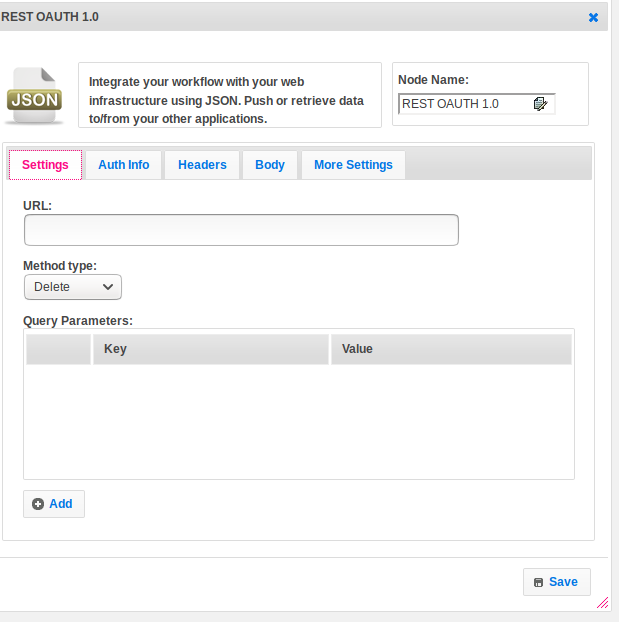 REST OAUTH 1.0
JSON
Integrate your workflow with your web
infrastructure using JSON. Push or retrieve data
to/from your other applications.
Node Name:
REST OAUTH 1.0
Settings
Auth Info
Headers
Body
More Settings
URL:
Method type:
Delete
Query Parameters:
Key
Value
Add
Save